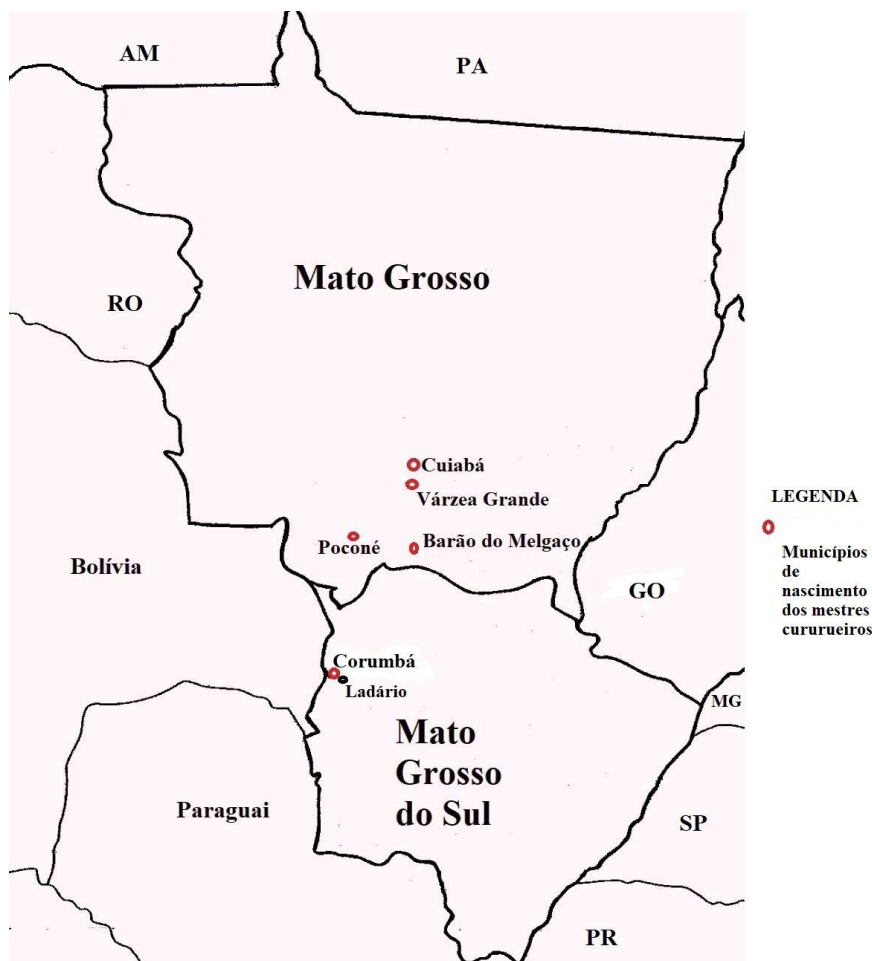 AM
PA
Mato Grosso
RO
Cuiabá
Várzea Grande
LEGENDA
Poconé
Barão do Melgaço
Municípios
de
nascimento
dos mestres
cururueiros
Bolívia
GO
Corumbá
Ladário
MG
Mato
Grosso
do Sul
Paraguai
SP
PR